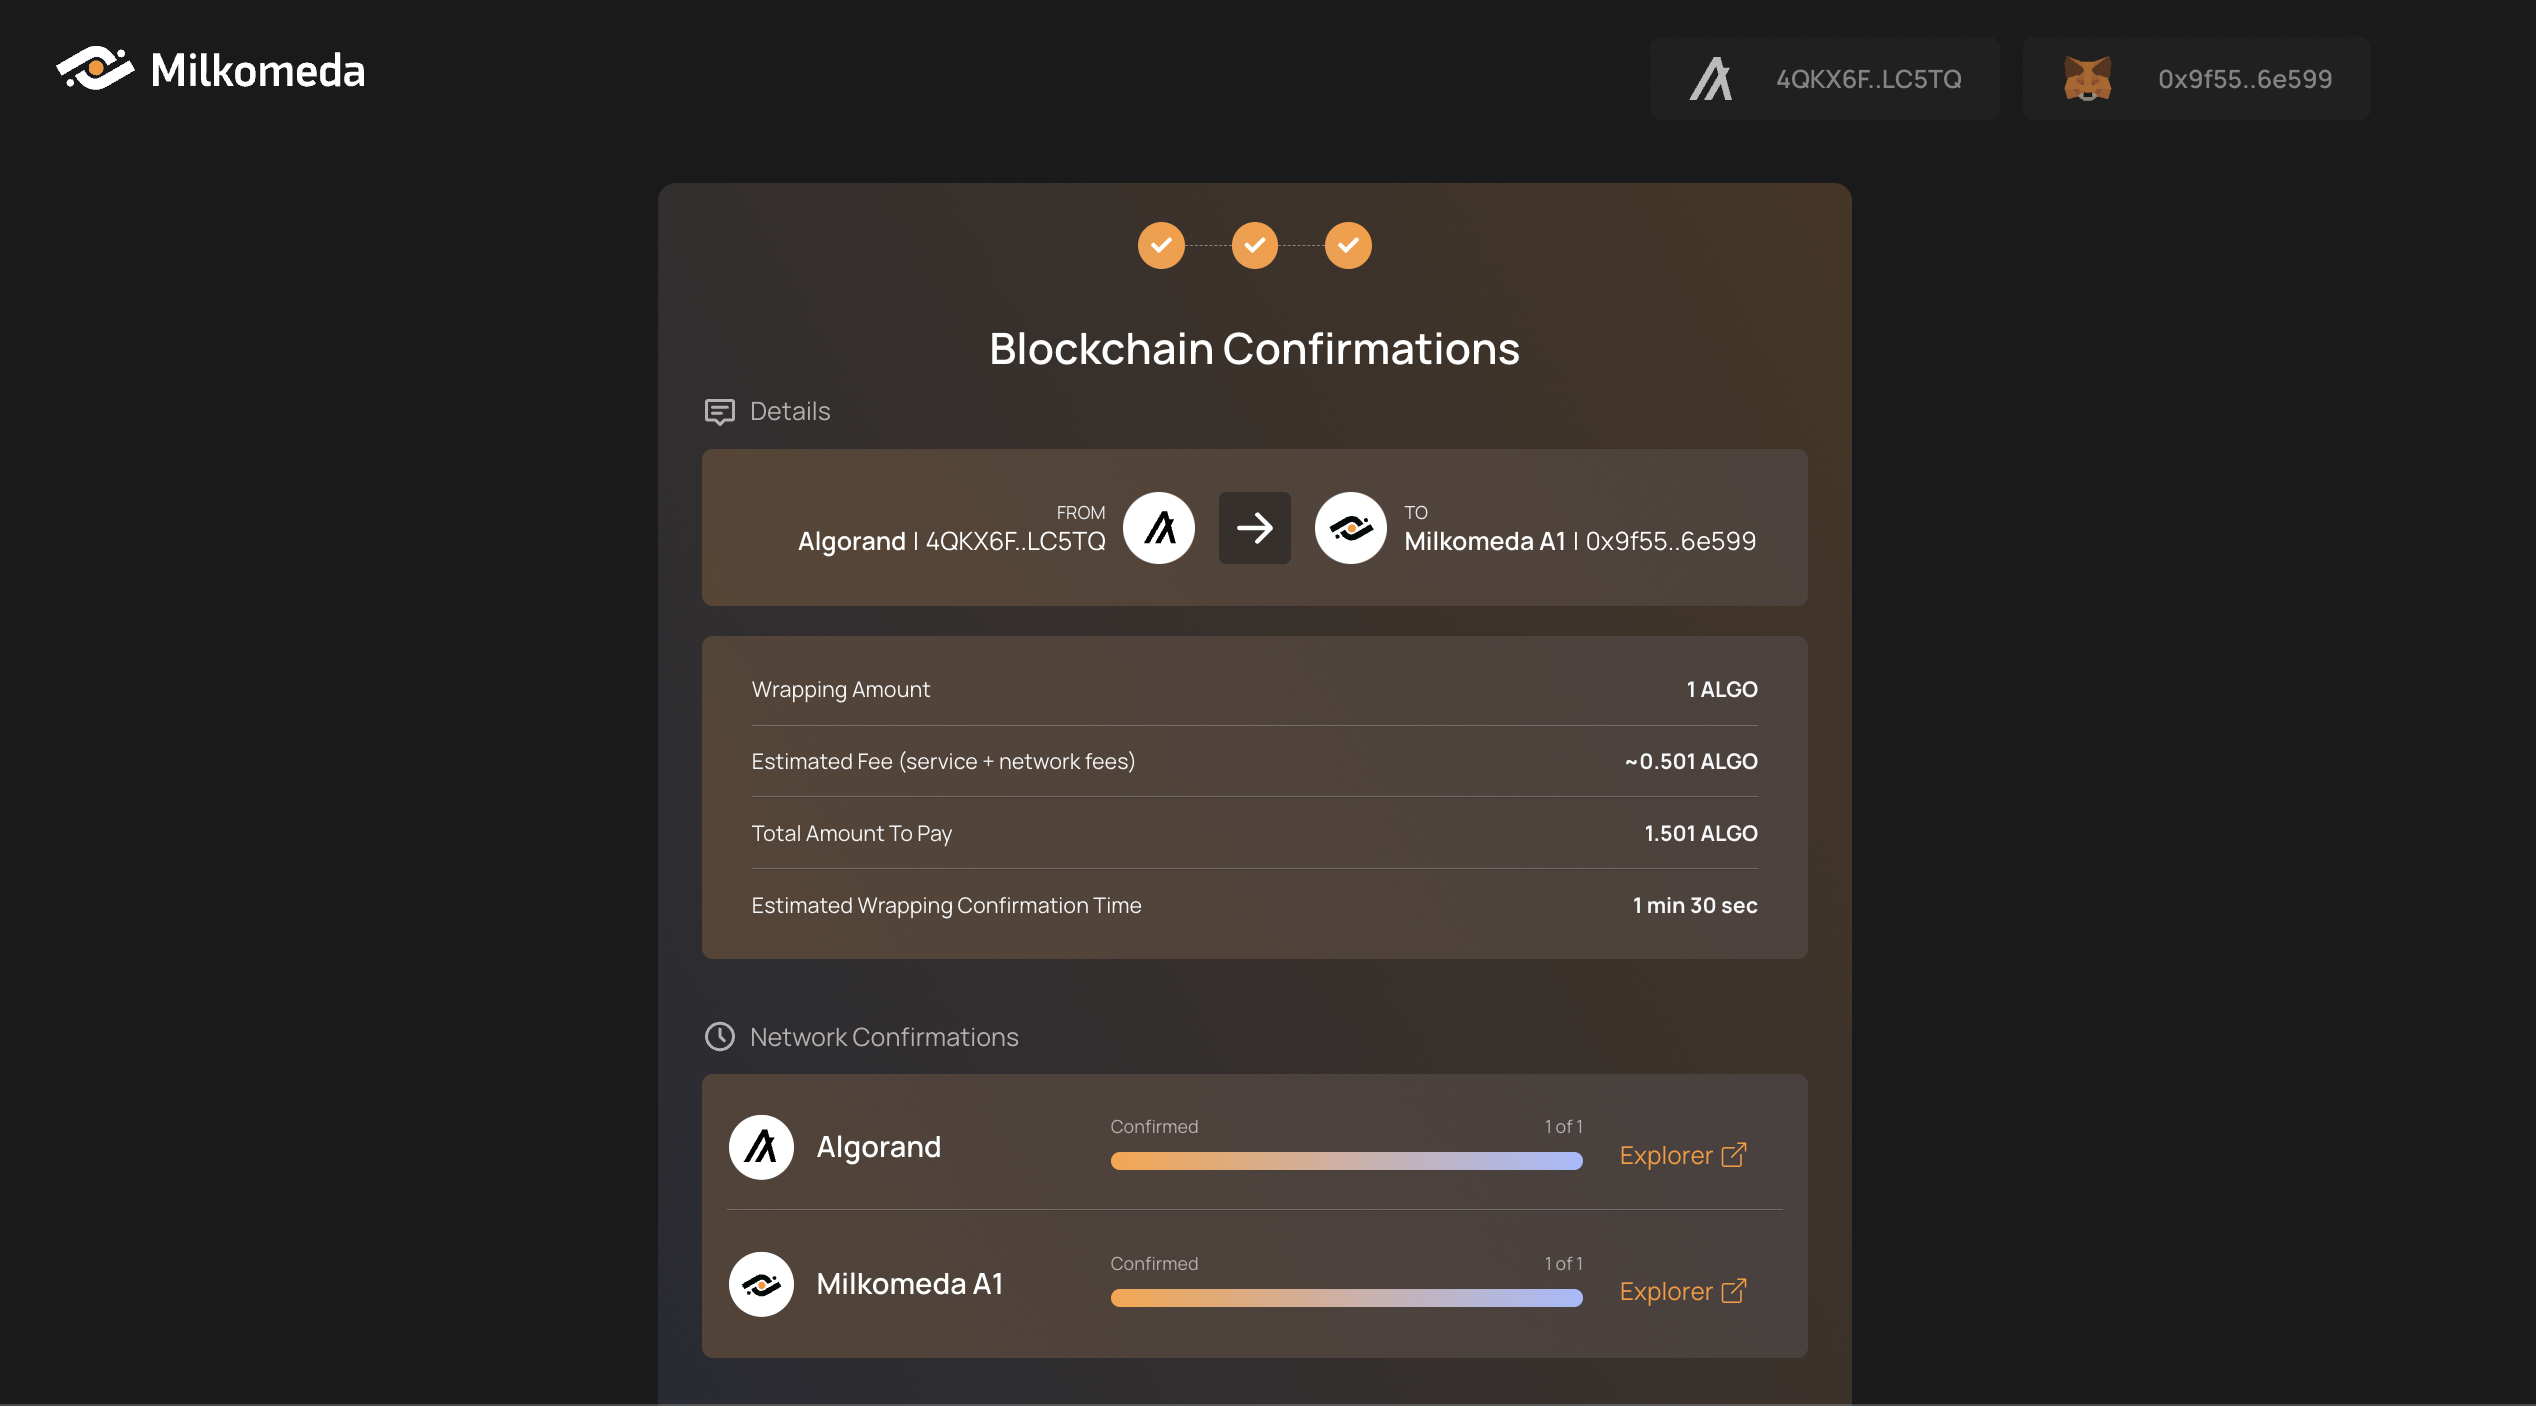 Milkomeda
4QKX6F..LC5TQ
0x9f55..6e599
Blockchain Confirmations
Details
FROM
Algorand | 4QKX6F..LC5TQ
TO
Milkomeda A1 | 0x9f55..6e599
Wrapping Amount 1 ALGO
Estimated Fee (service + network fees) ~0.501 ALGO
Total Amount To Pay 1.501 ALGO
Estimated Wrapping Confirmation Time 1 min 30 sec
Network Confirmations
Algorand
Confirmed 1 of 1
Explorer
Milkomeda A1
Confirmed 1 of 1
Explorer